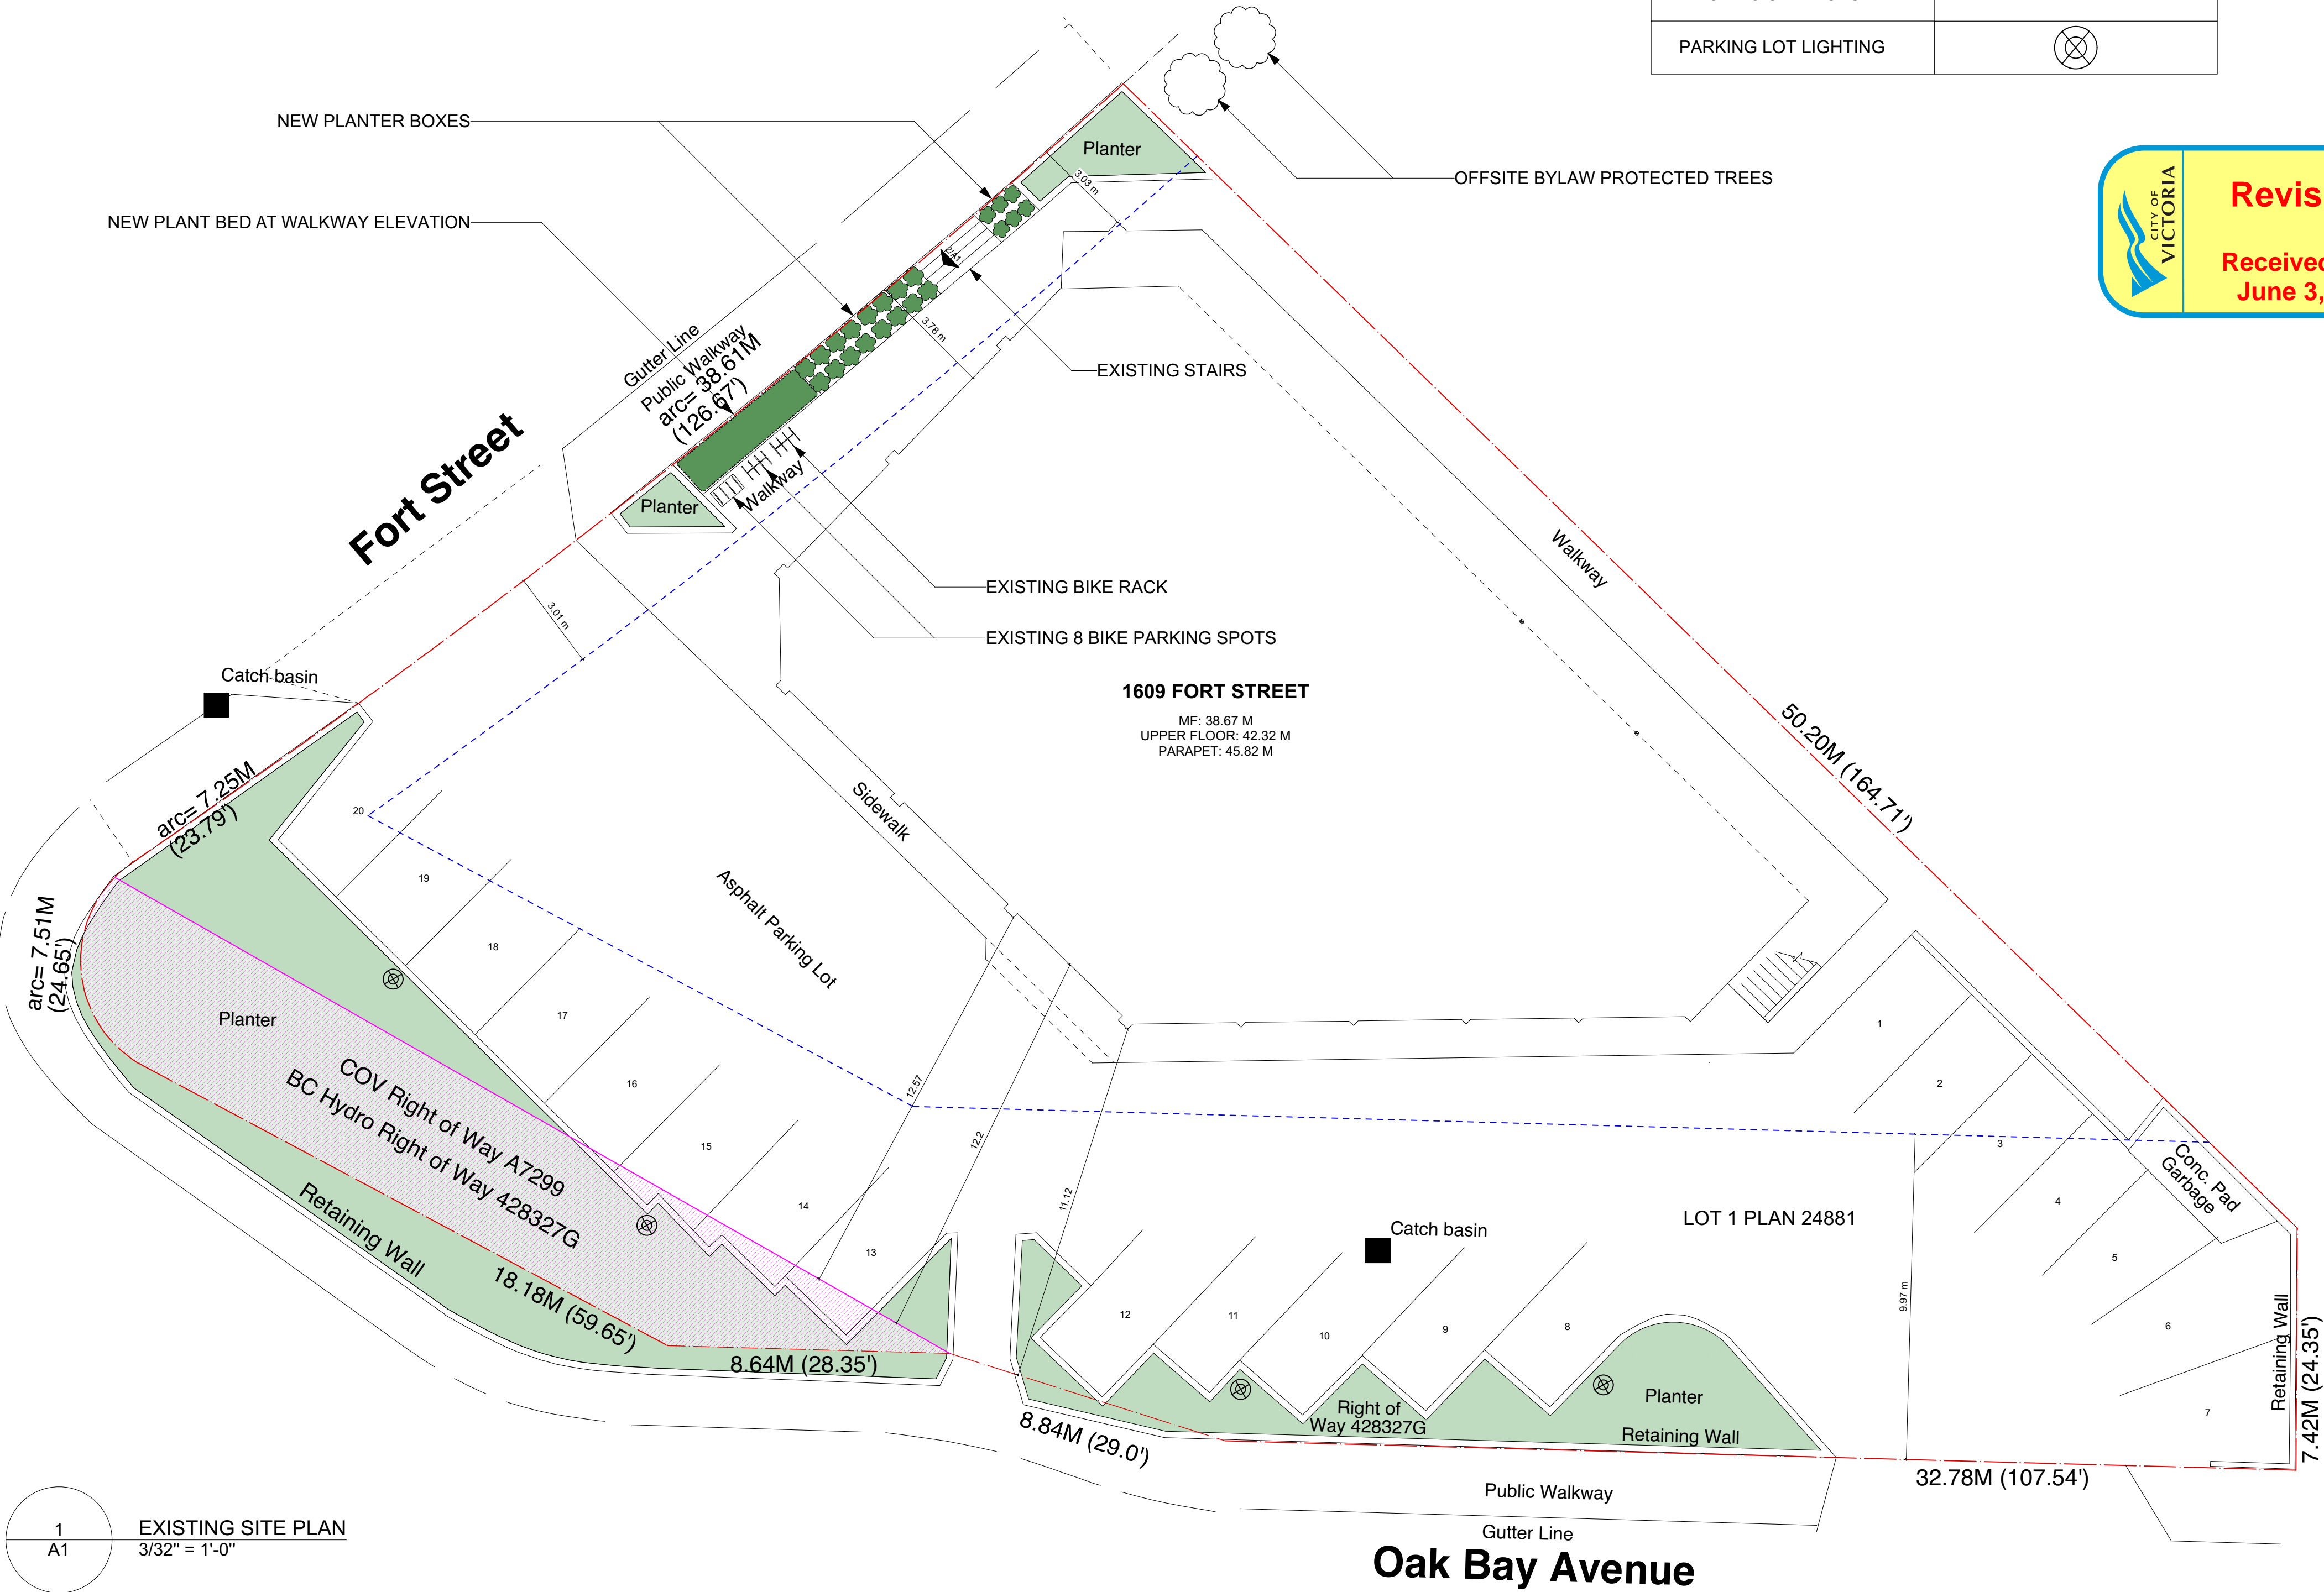 PARKING LOT LIGHTING
NEW PLANTER BOXES
Planter
OFFSITE BYLAW PROTECTED TREES
CITY OF
VICTORIA
Revis
Received
June 3,
NEW PLANT BED AT WALKWAY ELEVATION
3.03 m
2/A1
3.78 m
EXISTING STAIRS
Gutter Line
Public Walkway
arc= 38.61M
(126.67')
Fort Street
Planter
Walkway
EXISTING BIKE RACK
EXISTING 8 BIKE PARKING SPOTS
Walkway
3.01 m
Catch basin
1609 FORT STREET
MF: 38.67 M
UPPER FLOOR: 42.32 M
PARAPET: 45.82 M
50.20M (164.71')
arc= 7.25M
(23.79')
Sidewalk
Asphalt Parking Lot
20
19
18
17
16
15
14
13
arc= 7.51M
(24.65')
Planter
COV Right of Way A7299
BC Hydro Right of Way 428327G
Retaining Wall
18.18M (59.65')
8.64M (28.35')
12.57
12.2
11.12
1
2
3
4
5
6
7
Conc. Pad
Garbage
LOT 1 PLAN 24881
Catch basin
12
11
10
9
8
9.97 m
Retaining Wall
7.42M (24.35')
Right of
Way 428327G
Planter
Retaining Wall
8.84M (29.0')
32.78M (107.54')
Public Walkway
Gutter Line
Oak Bay Avenue
1
A1
EXISTING SITE PLAN
3/32" = 1'-0"